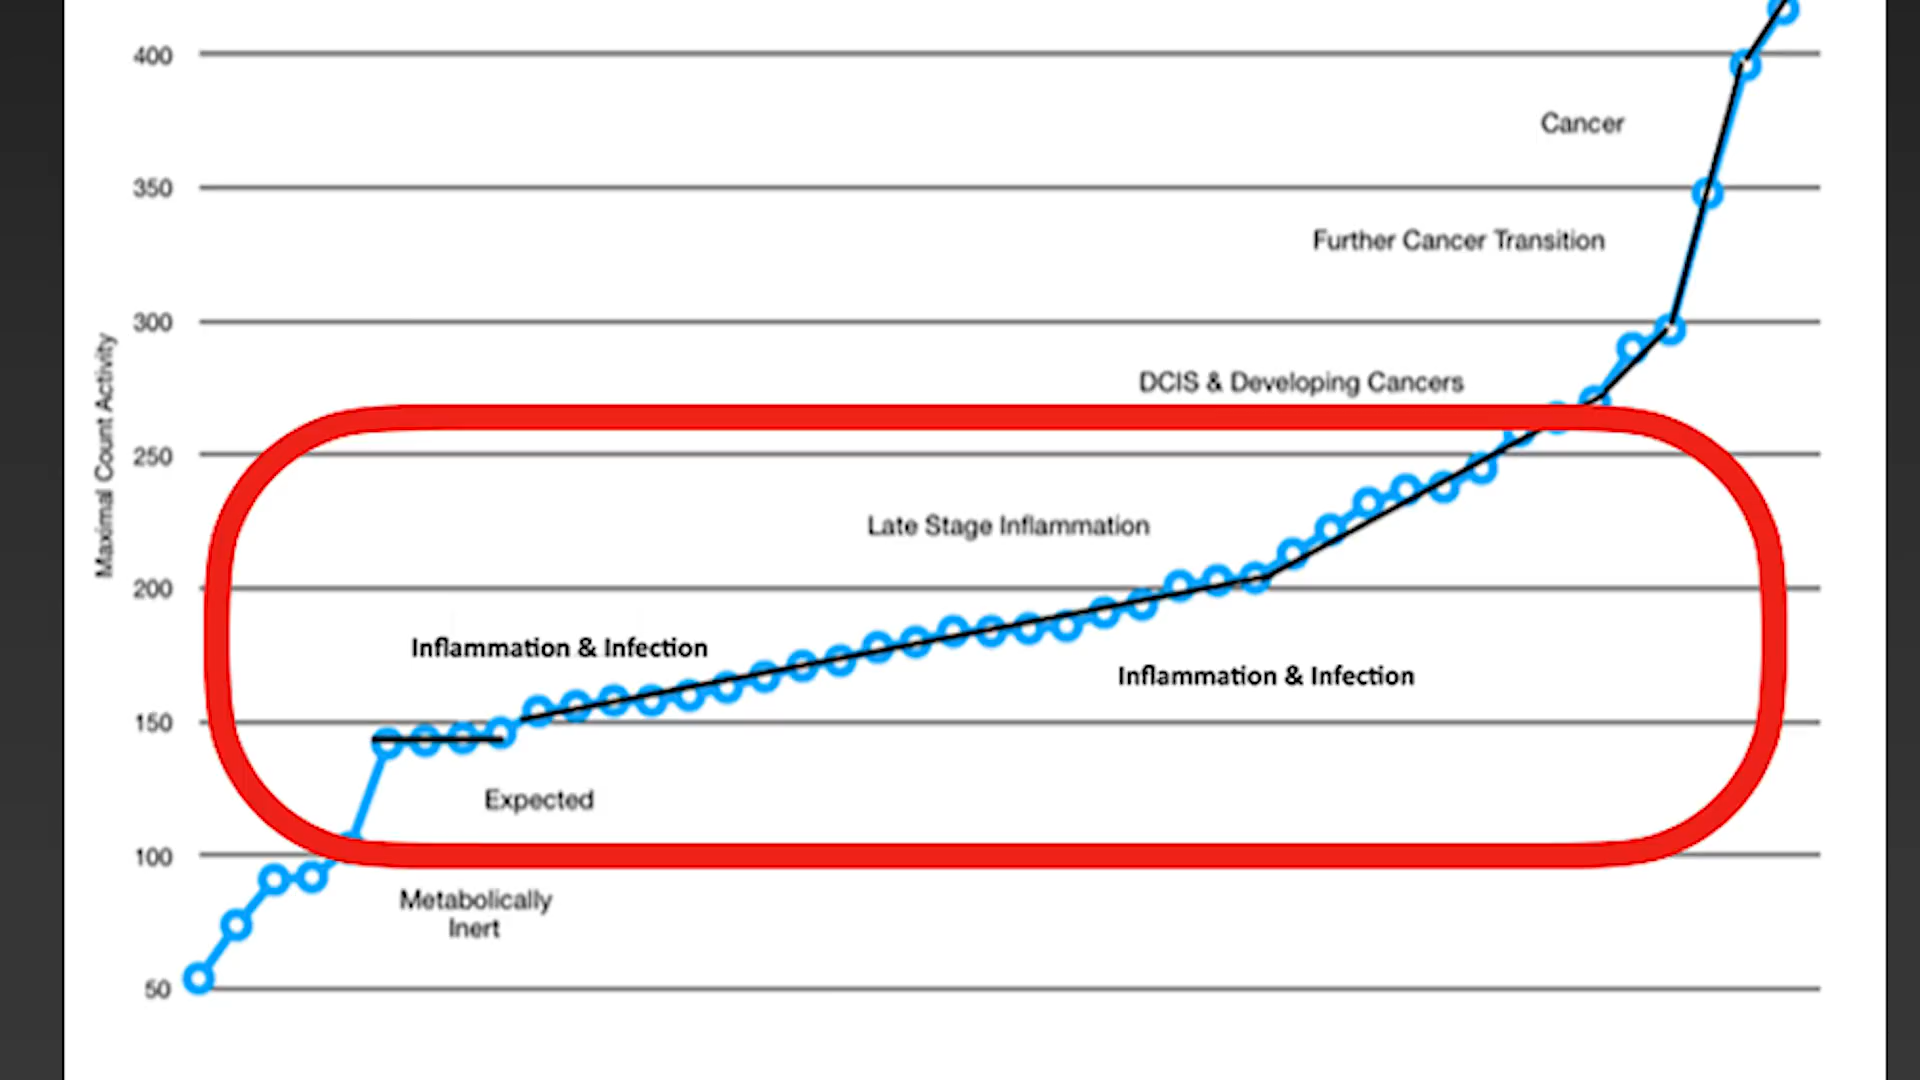 400
Cancer
350
Further Cancer Transition
300
Maximal Count Activity
DCIS & Developing Cancers
250
Late Stage Inflammation
200
Inflammation & Infection
Inflammation & Infection
150
Expected
100
Metabolically
Inert
50